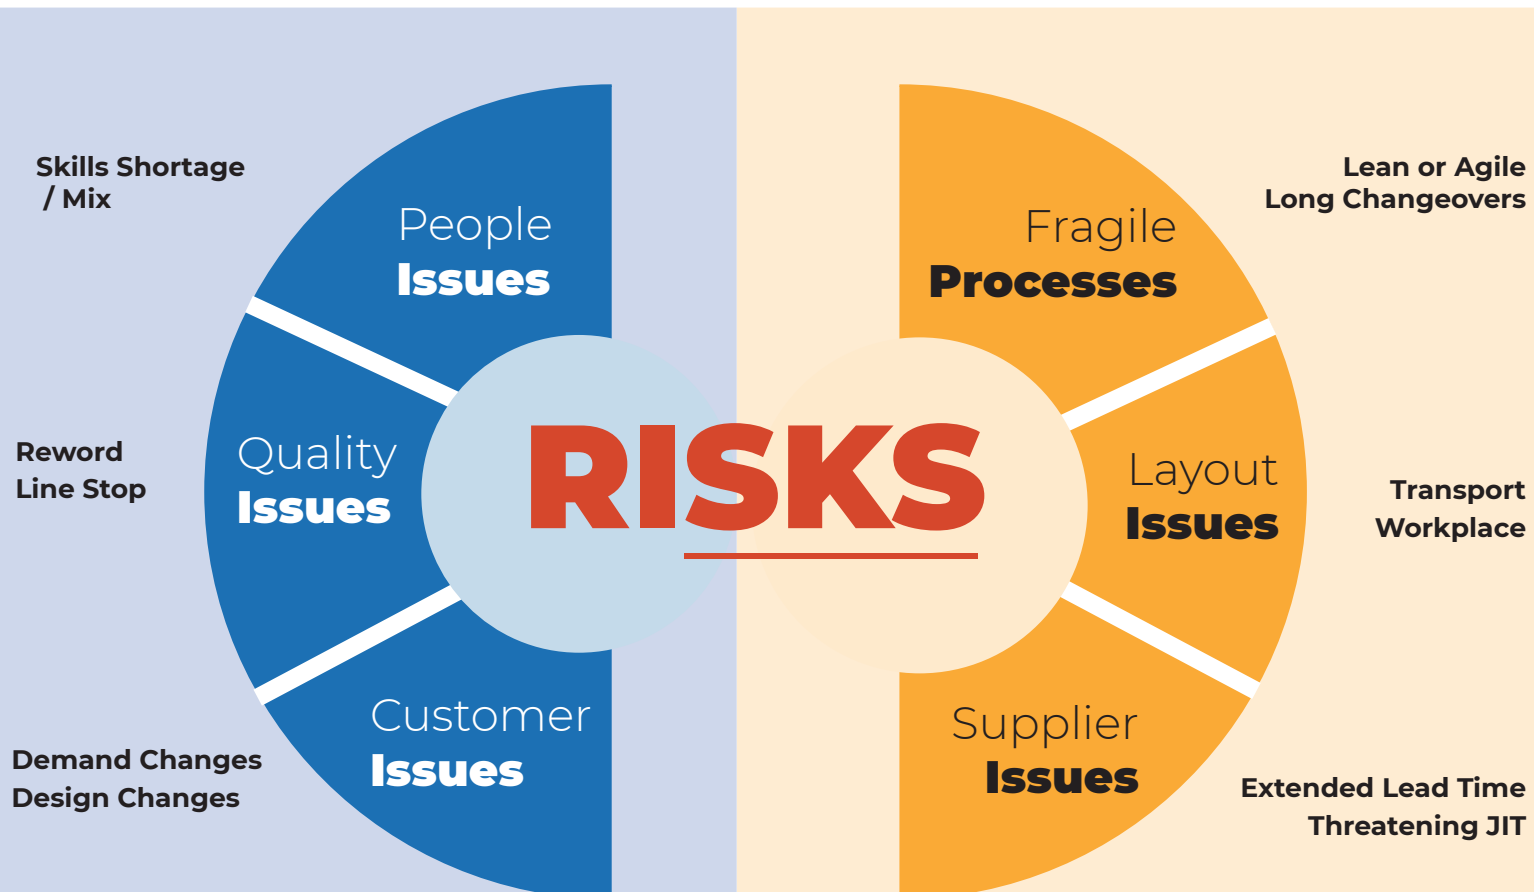 Skills Shortage
/ Mix
People
Issues
Reword
Line Stop
Quality
Issues
Demand Changes
Design Changes
Customer
Issues
RISKS
Fragile
Processes
Lean or Agile
Long Changeovers
Layout
Issues
Transport
Workplace
Supplier
Issues
Extended Lead Time
Threatening JIT